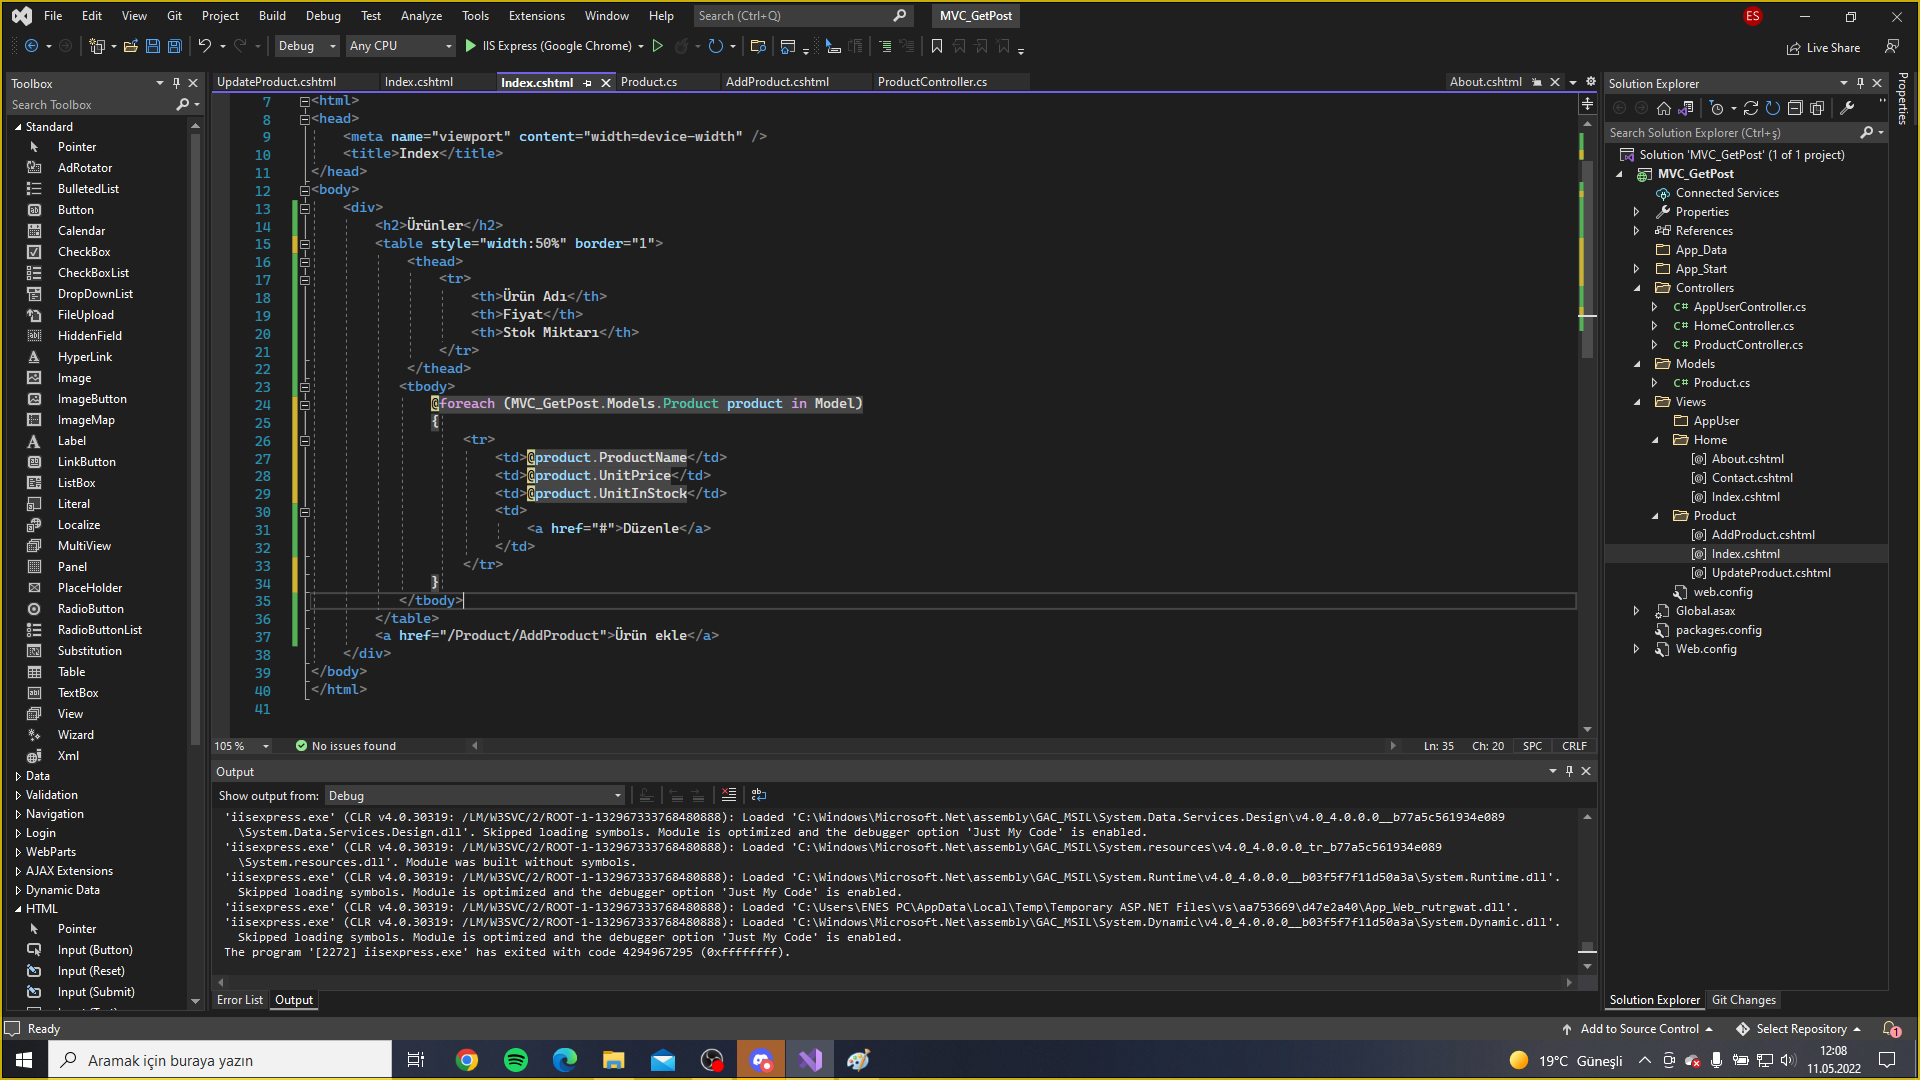 File Edit View Git Project Build Debug Test Analyze Tools Extensions Window Help Search (Ctrl+Q) MVC_GetPost ES
Debug Any CPU IIS Express (Google Chrome) Live Share
Toolbox
Search Toolbox
Standard
Pointer
AdRotator
BulletedList
Button
Calendar
CheckBox
CheckBoxList
DropDownList
FileUpload
HiddenField
HyperLink
Image
ImageButton
ImageMap
Label
LinkButton
ListBox
Literal
Localize
MultiView
Panel
PlaceHolder
RadioButton
RadioButtonList
Substitution
Table
TextBox
View
Wizard
Xml
Data
Validation
Navigation
Login
WebParts
AJAX Extensions
Dynamic Data
HTML
Pointer
Input (Button)
Input (Reset)
Input (Submit)
UpdateProduct.cshtml Index.cshtml Index.cshtml Product.cs AddProduct.cshtml ProductController.cs About.cshtml
7 <html>
8 <head>
9 <meta name="viewport" content="width=device-width" />
10 <title>Index</title>
11 </head>
12 <body>
13 <div>
14 <h2>Ürünler</h2>
15 <table style="width:50%" border="1">
16 <thead>
17 <tr>
18 <th>Ürün Adı</th>
19 <th>Fiyat</th>
20 <th>Stok Miktarı</th>
21 </tr>
22 </thead>
23 <tbody>
24 @foreach (MVC_GetPost.Models.Product product in Model)
25 {
26 <tr>
27 <td>@product.ProductName</td>
28 <td>@product.UnitPrice</td>
29 <td>@product.UnitInStock</td>
30 <td>
31 <a href="#">Düzenle</a>
32 </td>
33 </tr>
34 }
35 </tbody>
36 </table>
37 <a href="/Product/AddProduct">Ürün ekle</a>
38 </div>
39 </body>
40 </html>
41
105 % No issues found Ln: 35 Ch: 20 SPC CRLF
Output
Show output from: Debug
'iisexpress.exe' (CLR v4.0.30319: /LM/W3SVC/2/ROOT-1-132967333768480888): Loaded 'C:\Windows\Microsoft.Net\assembly\GAC_MSIL\System.Data.Services.Design\v4.0_4.0.0.0__b77a5c561934e089
\System.Data.Services.Design.dll'. Skipped loading symbols. Module is optimized and the debugger option 'Just My Code' is enabled.
'iisexpress.exe' (CLR v4.0.30319: /LM/W3SVC/2/ROOT-1-132967333768480888): Loaded 'C:\Windows\Microsoft.Net\assembly\GAC_MSIL\System.resources\v4.0_4.0.0.0_tr_b77a5c561934e089
\System.resources.dll'. Module was built without symbols.
'iisexpress.exe' (CLR v4.0.30319: /LM/W3SVC/2/ROOT-1-132967333768480888): Loaded 'C:\Windows\Microsoft.Net\assembly\GAC_MSIL\System.Runtime\v4.0_4.0.0.0__b03f5f7f11d50a3a\System.Runtime.dll'.
Skipped loading symbols. Module is optimized and the debugger option 'Just My Code' is enabled.
'iisexpress.exe' (CLR v4.0.30319: /LM/W3SVC/2/ROOT-1-132967333768480888): Loaded 'C:\Users\ENES PC\AppData\Local\Temp\Temporary ASP.NET Files\vs\aa753669\d47e2a40\App_Web_rutrgwat.dll'.
'iisexpress.exe' (CLR v4.0.30319: /LM/W3SVC/2/ROOT-1-132967333768480888): Loaded 'C:\Windows\Microsoft.Net\assembly\GAC_MSIL\System.Dynamic\v4.0_4.0.0.0__b03f5f7f11d50a3a\System.Dynamic.dll'.
Skipped loading symbols. Module is optimized and the debugger option 'Just My Code' is enabled.
The program '[2272] iisexpress.exe' has exited with code 4294967295 (0xffffffff).
Error List Output
Solution Explorer
Search Solution Explorer (Ctrl+ş)
Solution 'MVC_GetPost' (1 of 1 project)
MVC_GetPost
Connected Services
Properties
References
App_Data
App_Start
Controllers
C# AppUserController.cs
C# HomeController.cs
C# ProductController.cs
Models
C# Product.cs
Views
AppUser
Home
[@] About.cshtml
[@] Contact.cshtml
[@] Index.cshtml
Product
[@] AddProduct.cshtml
[@] Index.cshtml
[@] UpdateProduct.cshtml
web.config
Global.asax
packages.config
Web.config
Solution Explorer Git Changes
Properties
Ready Add to Source Control Select Repository 1
Aramak için buraya yazın 19°C Güneşli 12:08
11.05.2022